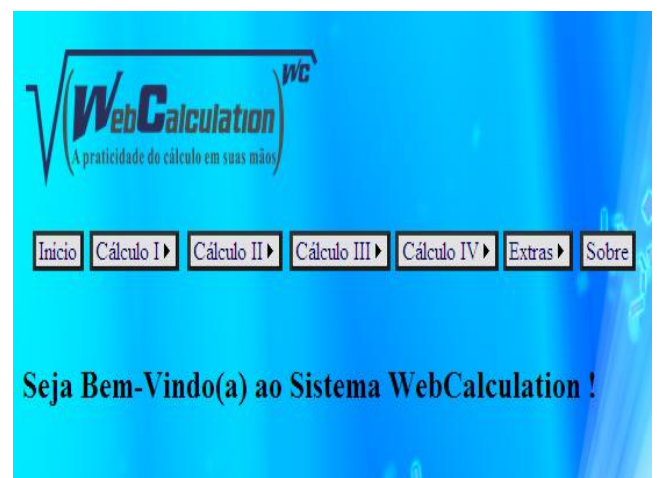 WebCalculation WC
A praticidade do cálculo em suas mãos
Início Cálculo I Cálculo II Cálculo III Cálculo IV Extras Sobre
Seja Bem-Vindo(a) ao Sistema WebCalculation !